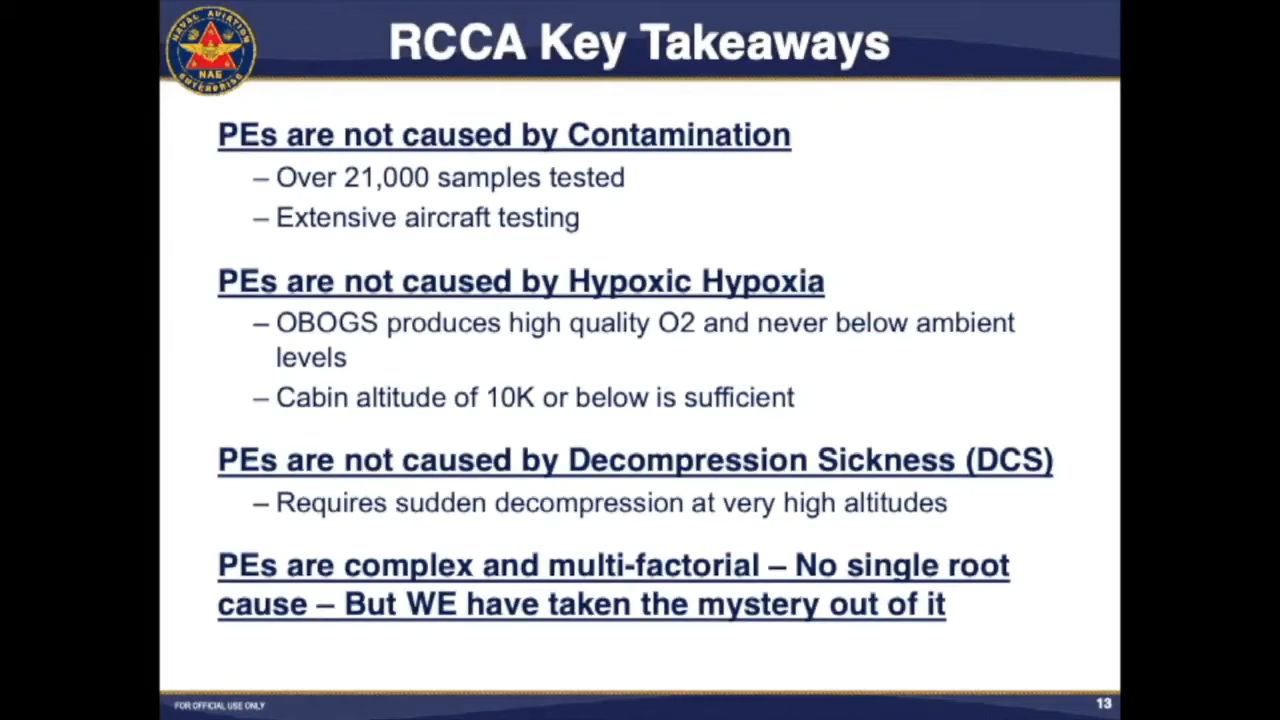 RCCA Key Takeaways
NAVAL AVIATION
NAE
ENTERPRISE
PEs are not caused by Contamination
– Over 21,000 samples tested
– Extensive aircraft testing
PEs are not caused by Hypoxic Hypoxia
– OBOGS produces high quality O2 and never below ambient
levels
– Cabin altitude of 10K or below is sufficient
PEs are not caused by Decompression Sickness (DCS)
– Requires sudden decompression at very high altitudes
PEs are complex and multi-factorial – No single root
cause – But WE have taken the mystery out of it
FOR OFFICIAL USE ONLY
13